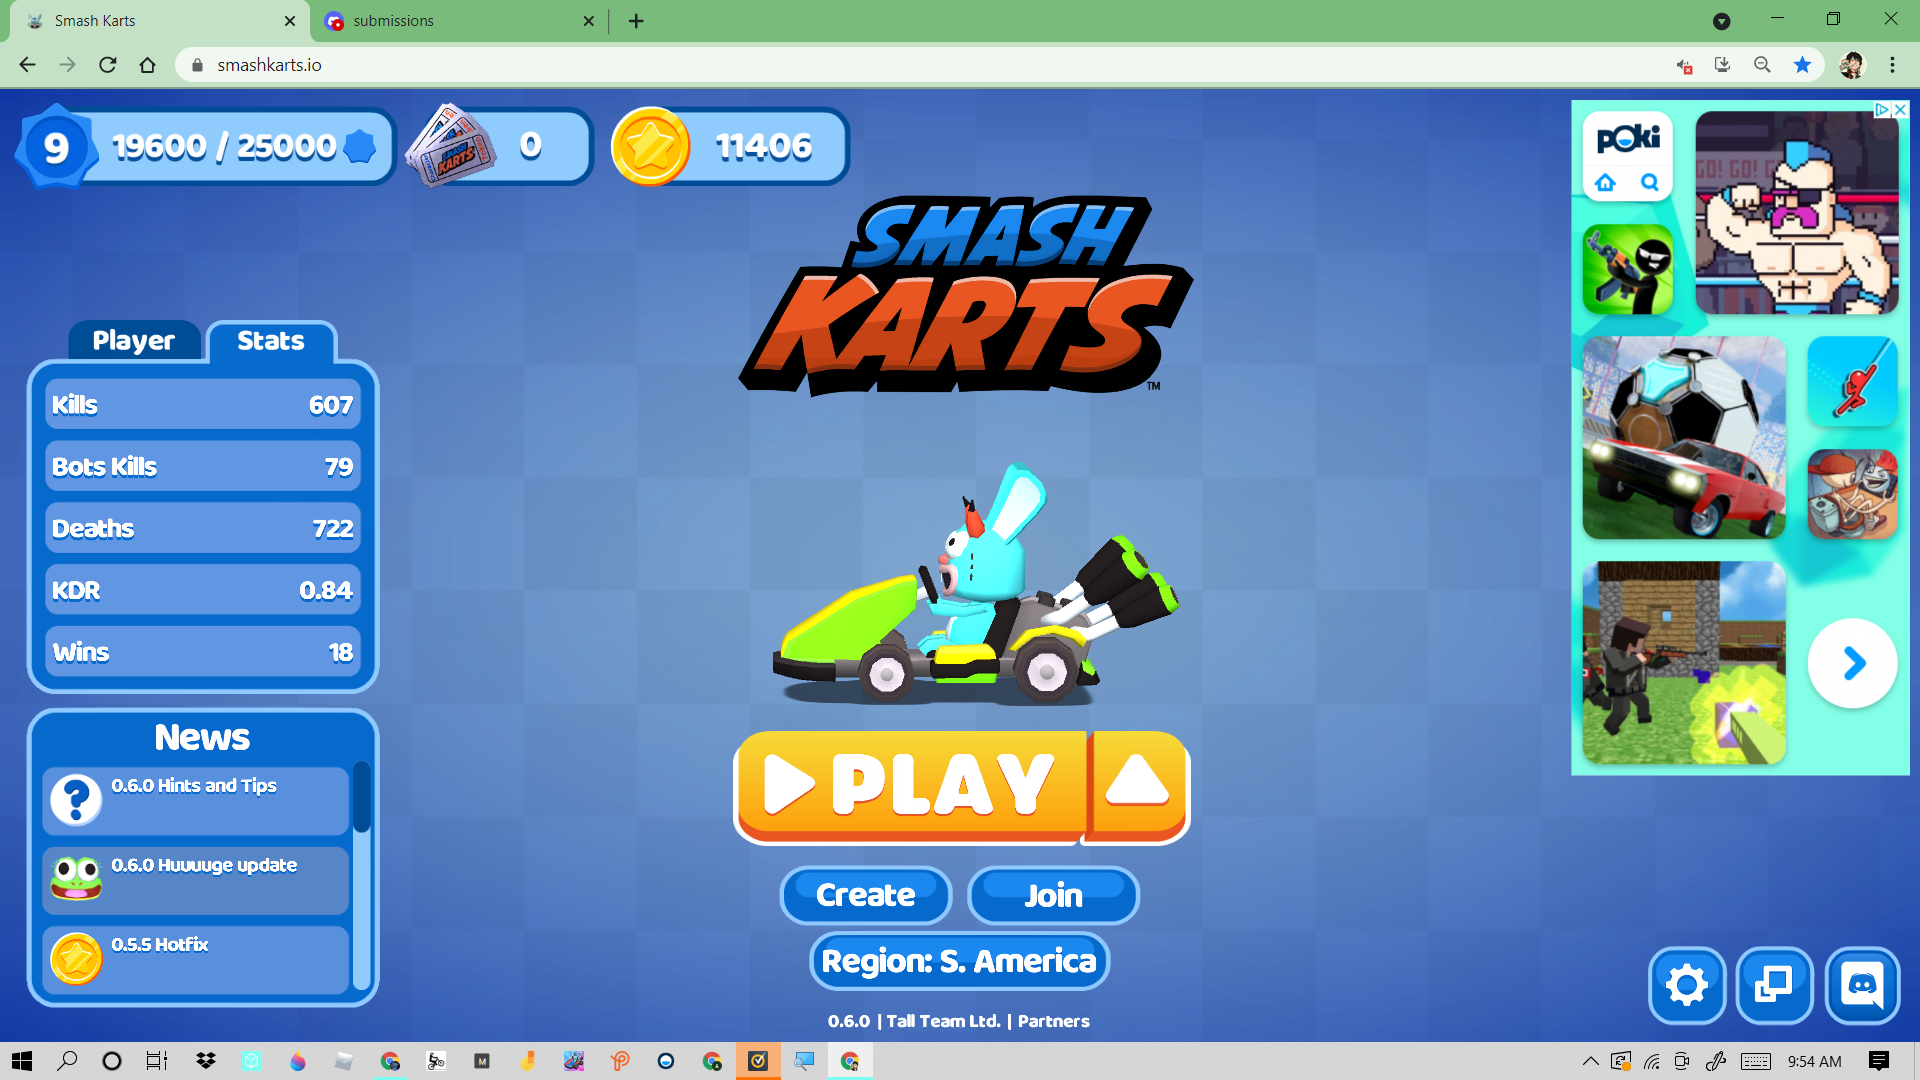 Smash Karts
submissions
smashkarts.io
9
19600 / 25000
0
11406
SMASH
KARTS
TM
Player
Stats
Kills 607
Bots Kills 79
Deaths 722
KDR 0.84
Wins 18
News
0.6.0 Hints and Tips
0.6.0 Huuuuge update
0.5.5 Hotfix
PLAY
Create
Join
Region: S. America
0.6.0 | Tall Team Ltd. | Partners
POKI
GO! GO!
9:54 AM